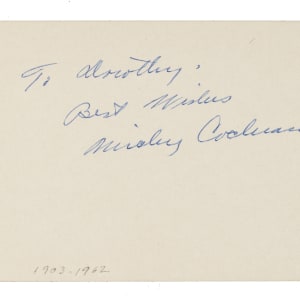 To Dorothy,
Best Wishes
Mickey Cochrane
1903-1962